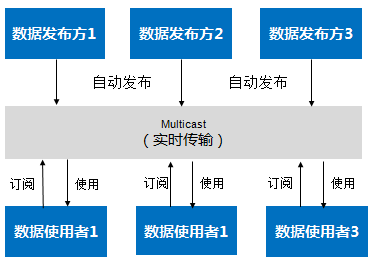 数据发布方1 数据发布方2 数据发布方3
自动发布 自动发布
Multicast
（实时传输）
订阅 使用 订阅 使用 订阅 使用
数据使用者1 数据使用者1 数据使用者3